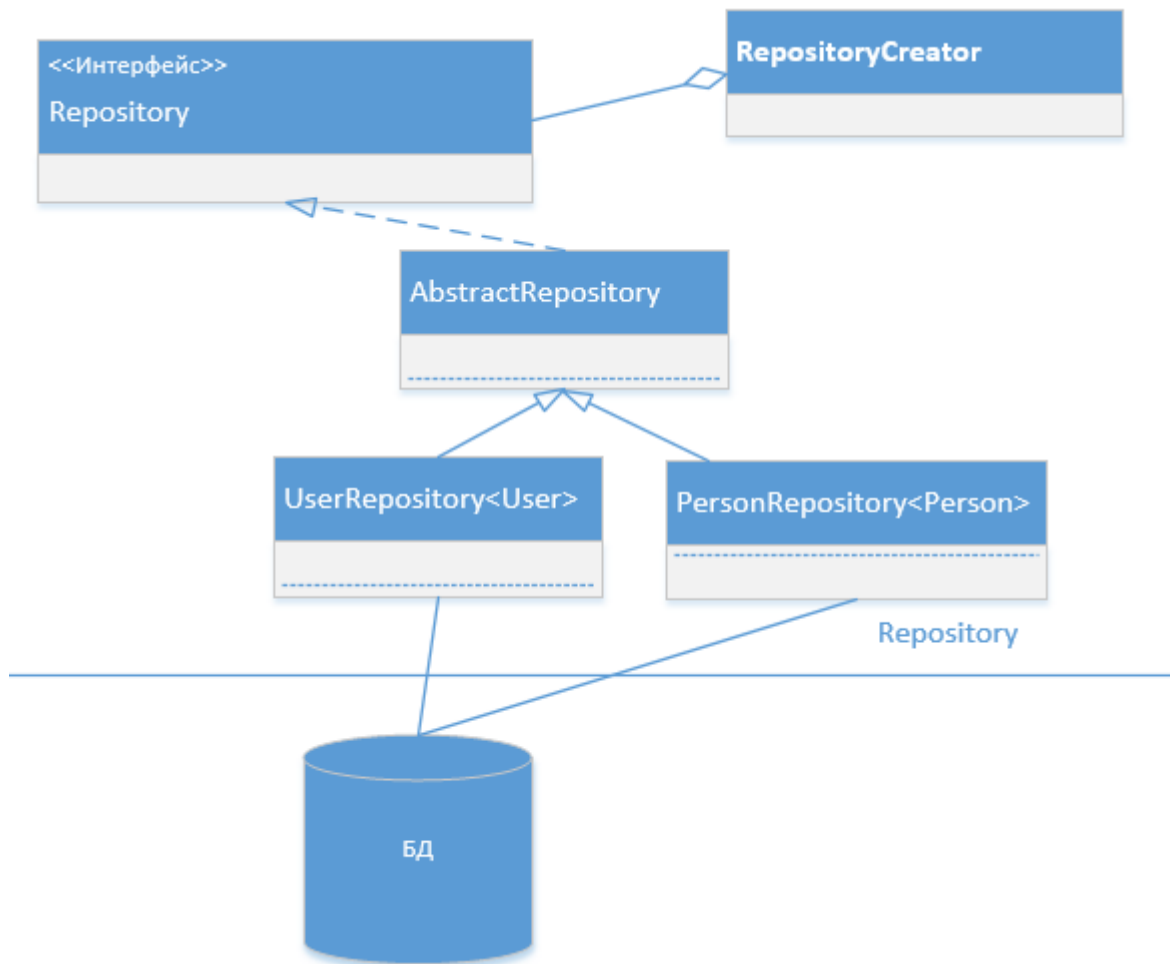 <<Интерфейс>>
Repository
RepositoryCreator
AbstractRepository
UserRepository<User>
PersonRepository<Person>
Repository
БД